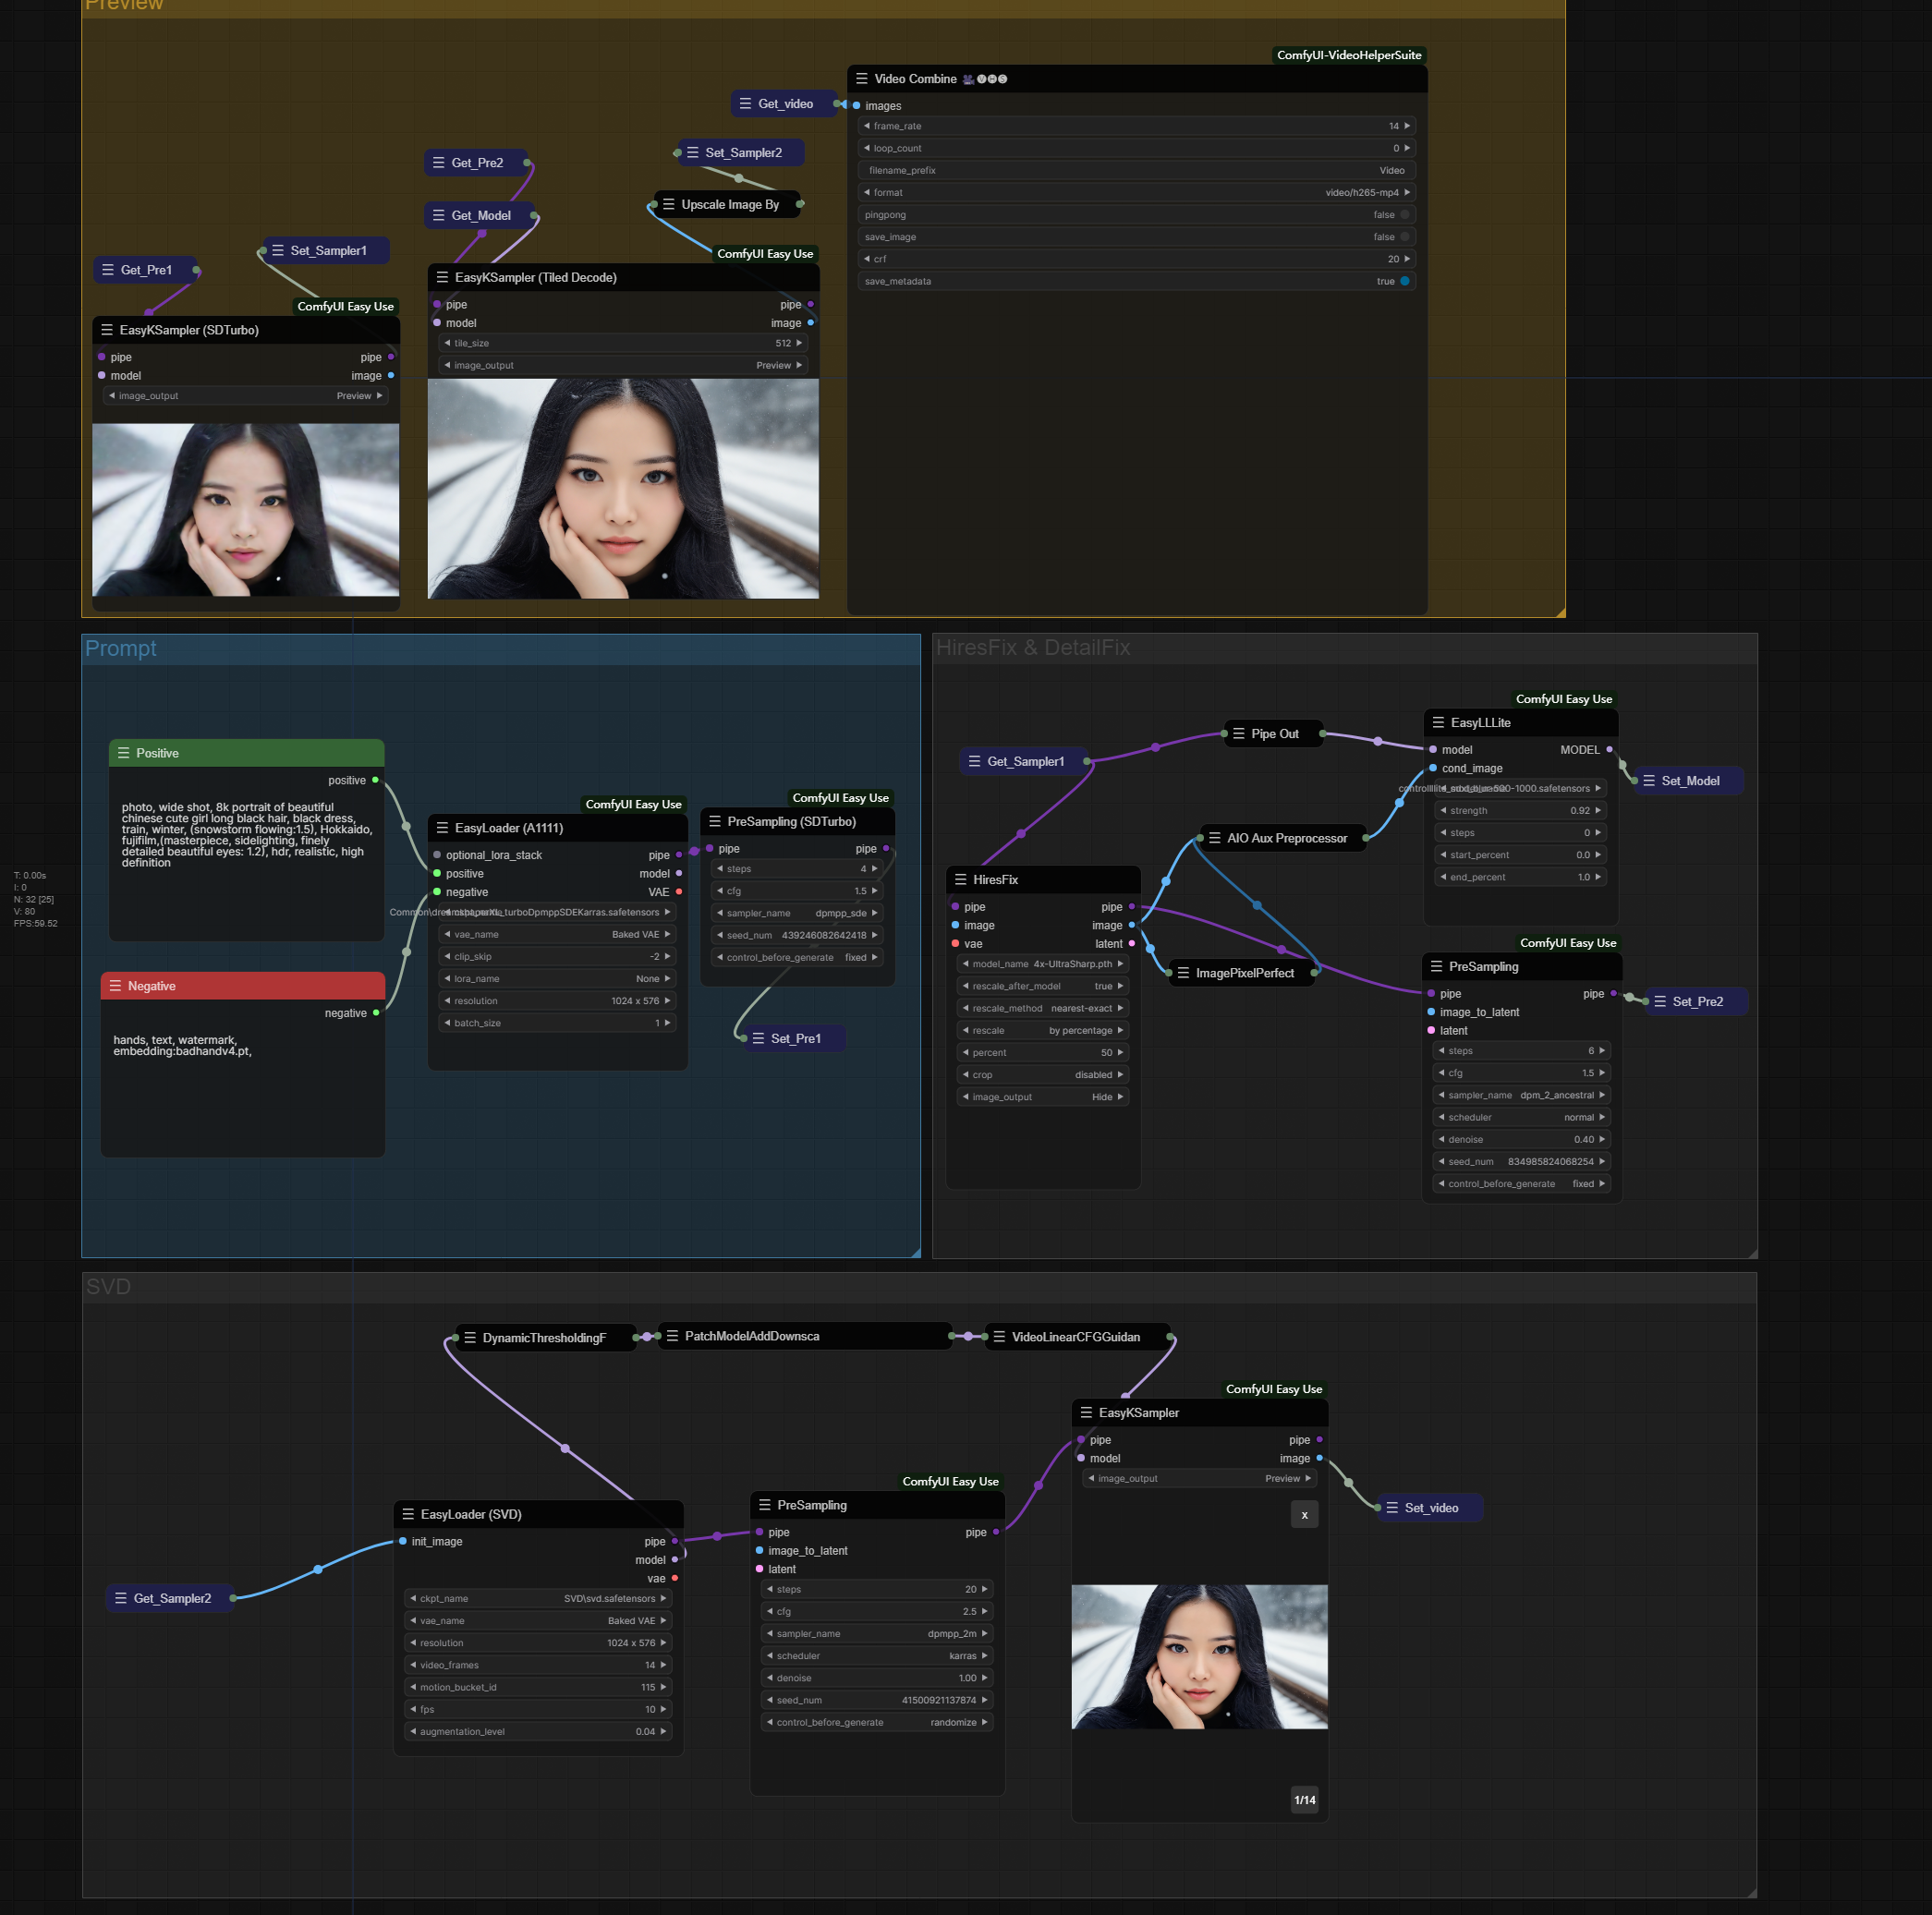 Preview
ComfyUI-VideoHelperSuite
Video Combine
Get_video
images
frame_rate 14
loop_count 0
filename_prefix Video
format video/h265-mp4
pingpong false
save_image false
crf 20
save_metadata true
Set_Sampler2
Get_Pre2
Upscale Image By
Get_Model
Set_Sampler1
Get_Pre1
ComfyUI Easy Use
EasyKSampler (Tiled Decode)
pipe pipe
model image
tile_size 512
image_output Preview
ComfyUI Easy Use
EasyKSampler (SDTurbo)
pipe pipe
model image
image_output Preview
Prompt
Positive
positive
photo, wide shot, 8k portrait of beautiful
chinese cute girl long black hair, black dress,
train, winter, (snowstorm flowing:1.5), Hokkaido,
fujifilm,(masterpiece, sidelighting, finely
detailed beautiful eyes: 1.2), hdr, realistic, high
definition
Negative
negative
hands, text, watermark,
embedding:badhandv4.pt,
ComfyUI Easy Use
EasyLoader (A1111)
optional_lora_stack pipe
positive model
negative VAE
turboDpmppSDEKarras.safetensors
vae_name Baked VAE
clip_skip -2
lora_name None
resolution 1024 x 576
batch_size 1
ComfyUI Easy Use
PreSampling (SDTurbo)
pipe pipe
steps 4
cfg 1.5
sampler_name dpmpp_sde
seed_num 439246082642418
control_before_generate fixed
Set_Pre1
T: 0.00s
I: 0
N: 32 [25]
V: 80
FPS:59.52
HiresFix & DetailFix
Get_Sampler1
Pipe Out
ComfyUI Easy Use
EasyLLLite
model MODEL
cond_image
500-1000.safetensors
strength 0.92
steps 0
start_percent 0.0
end_percent 1.0
Set_Model
AIO Aux Preprocessor
HiresFix
pipe pipe
image image
vae latent
model_name 4x-UltraSharp.pth
rescale_after_model true
rescale_method nearest-exact
rescale by percentage
percent 50
crop disabled
image_output Hide
ImagePixelPerfect
ComfyUI Easy Use
PreSampling
pipe pipe
image_to_latent
latent
steps 6
cfg 1.5
sampler_name dpm_2_ancestral
scheduler normal
denoise 0.40
seed_num 834985824068254
control_before_generate fixed
Set_Pre2
SVD
DynamicThresholdingF
PatchModelAddDownsca
VideoLinearCFGGuidan
Get_Sampler2
EasyLoader (SVD)
init_image pipe
model
vae
ckpt_name SVD\svd.safetensors
vae_name Baked VAE
resolution 1024 x 576
video_frames 14
motion_bucket_id 115
fps 10
augmentation_level 0.04
ComfyUI Easy Use
PreSampling
pipe pipe
image_to_latent
latent
steps 20
cfg 2.5
sampler_name dpmpp_2m
scheduler karras
denoise 1.00
seed_num 41500921137874
control_before_generate randomize
ComfyUI Easy Use
EasyKSampler
pipe pipe
model image
image_output Preview
x
1/14
Set_video